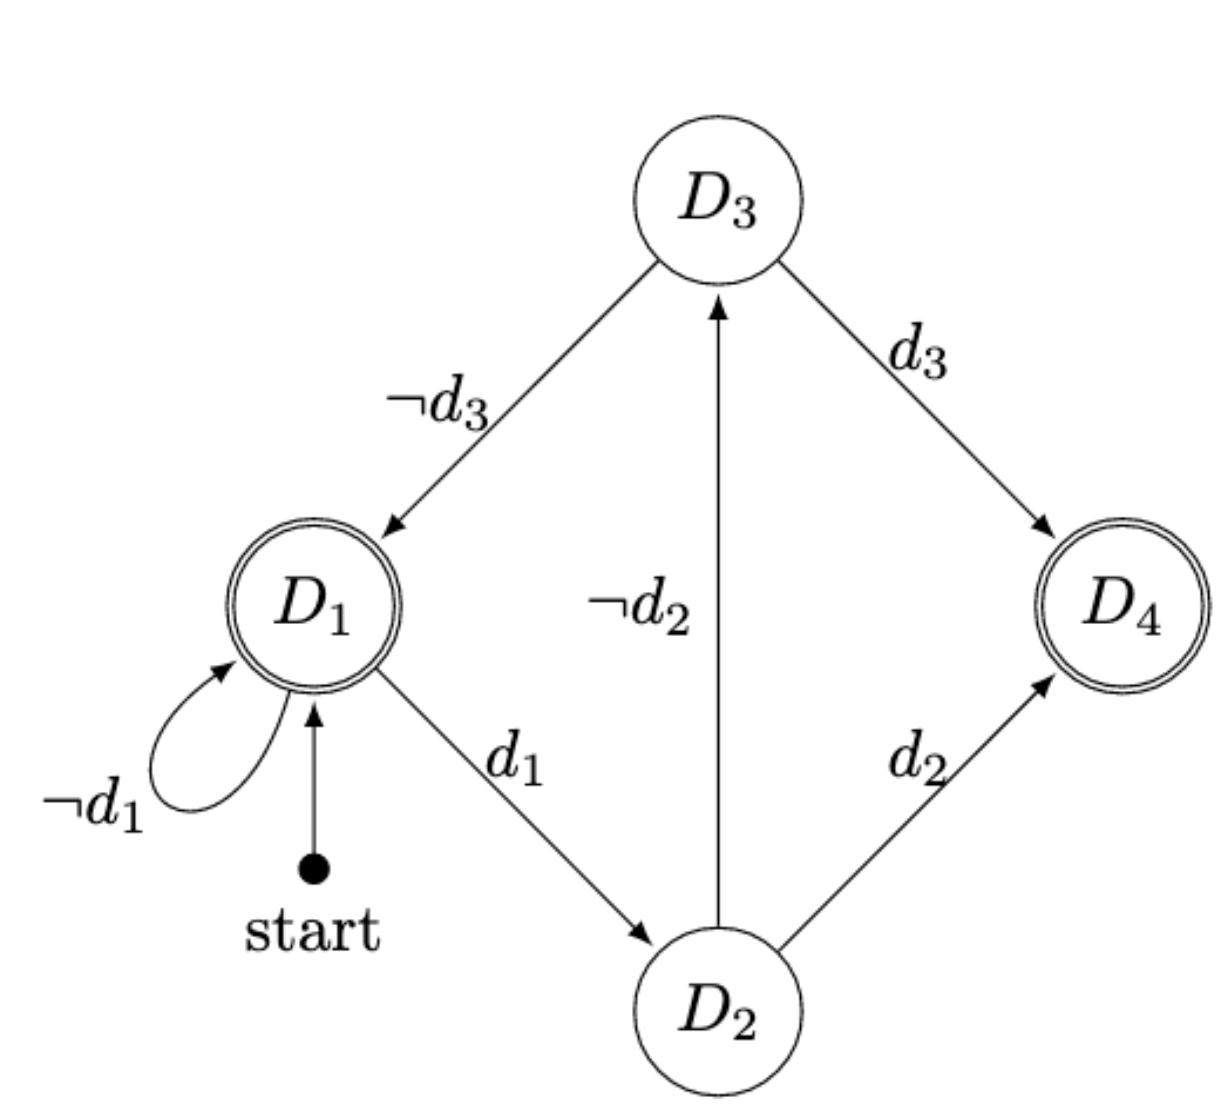 D₃
d₃
¬d₃
D₁
¬d₂
D₄
d₁
d₂
¬d₁
start
D₂